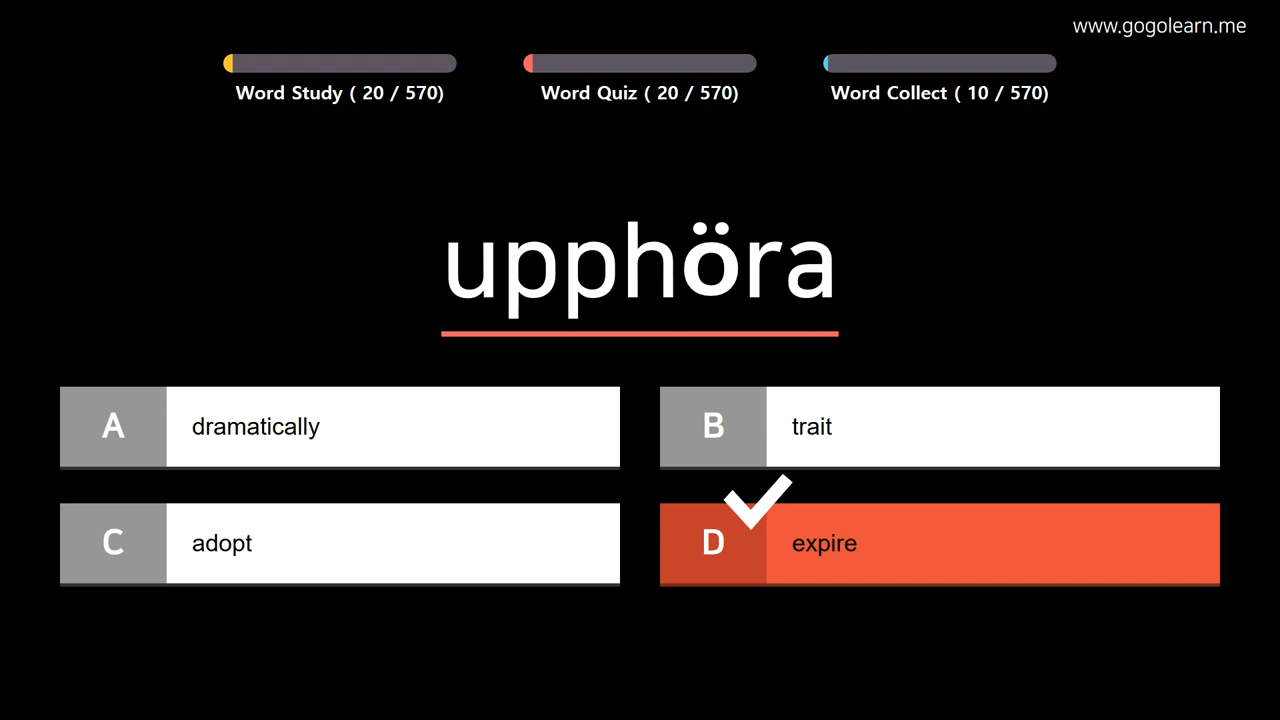 www.gogolearn.me
Word Study ( 20 / 570)
Word Quiz ( 20 / 570)
Word Collect ( 10 / 570)
upphöra
A dramatically
B trait
C adopt
D expire